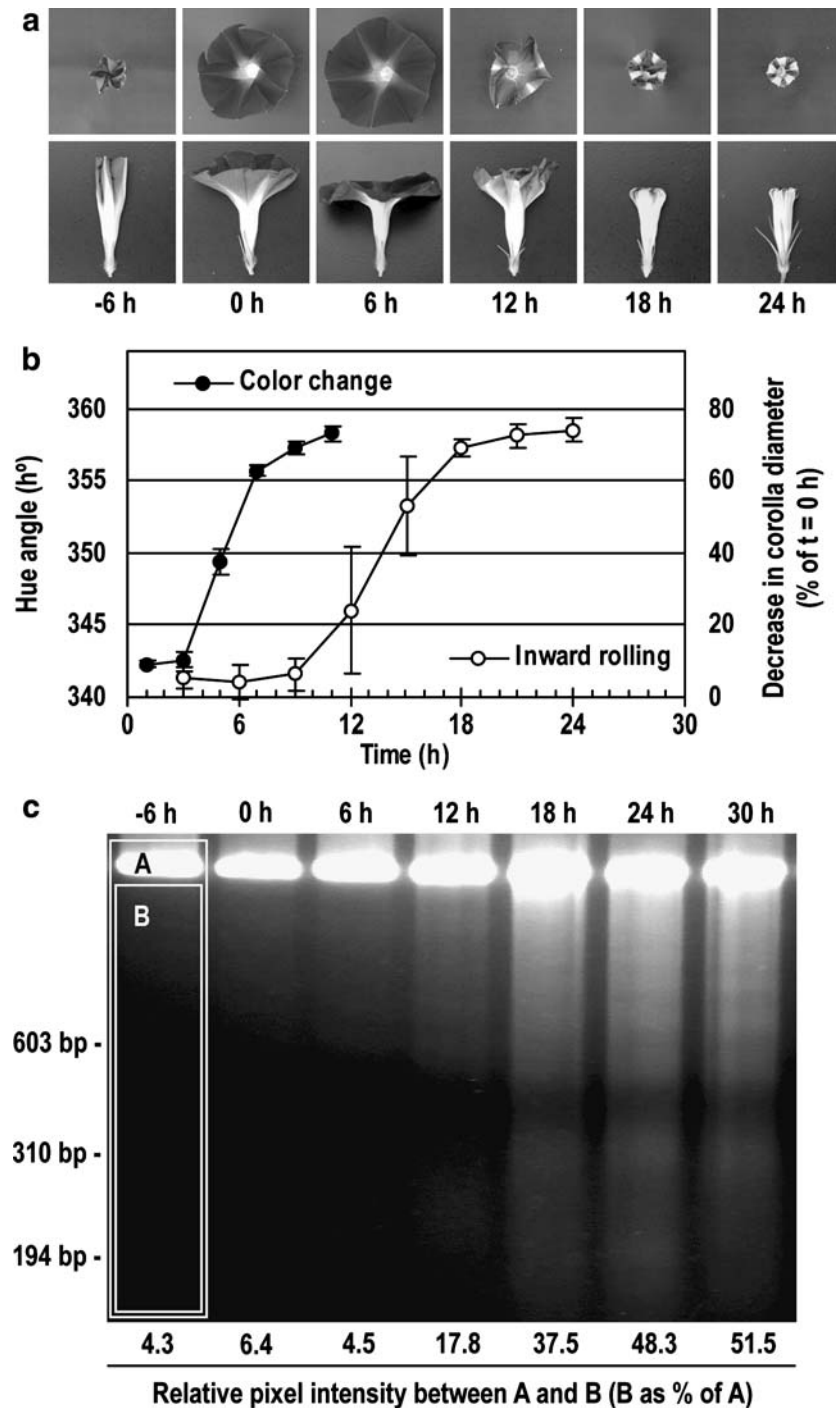 a
-6 h 0 h 6 h 12 h 18 h 24 h
b
Color change
Inward rolling
Hue angle (hº)
360
355
350
345
340
80
60
40
20
0
Decrease in corolla diameter
(% of t = 0 h)
0 6 12 18 24 30
Time (h)
c
-6 h 0 h 6 h 12 h 18 h 24 h 30 h
A
B
603 bp -
310 bp -
194 bp -
4.3 6.4 4.5 17.8 37.5 48.3 51.5
Relative pixel intensity between A and B (B as % of A)